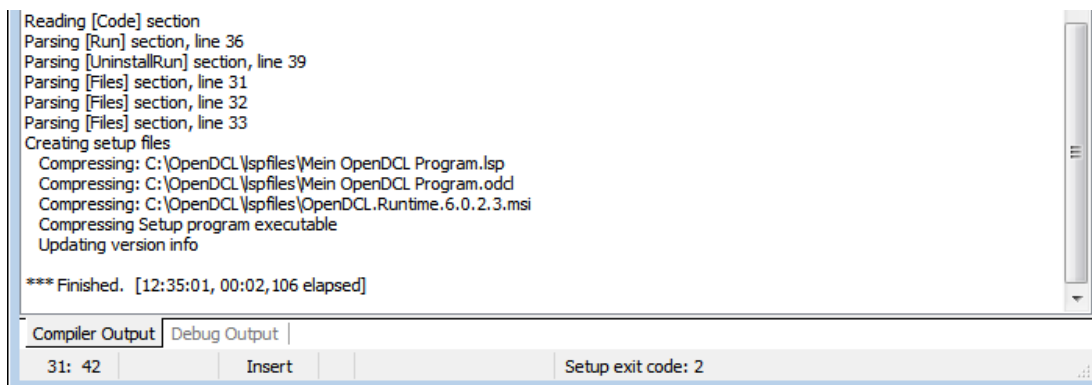 Reading [Code] section
Parsing [Run] section, line 36
Parsing [UninstallRun] section, line 39
Parsing [Files] section, line 31
Parsing [Files] section, line 32
Parsing [Files] section, line 33
Creating setup files
Compressing: C:\OpenDCL\lspfiles\Mein OpenDCL Program.lsp
Compressing: C:\OpenDCL\lspfiles\Mein OpenDCL Program.odcl
Compressing: C:\OpenDCL\lspfiles\OpenDCL.Runtime.6.0.2.3.msi
Compressing Setup program executable
Updating version info
*** Finished. [12:35:01, 00:02,106 elapsed]
Compiler Output Debug Output
31: 42 Insert Setup exit code: 2